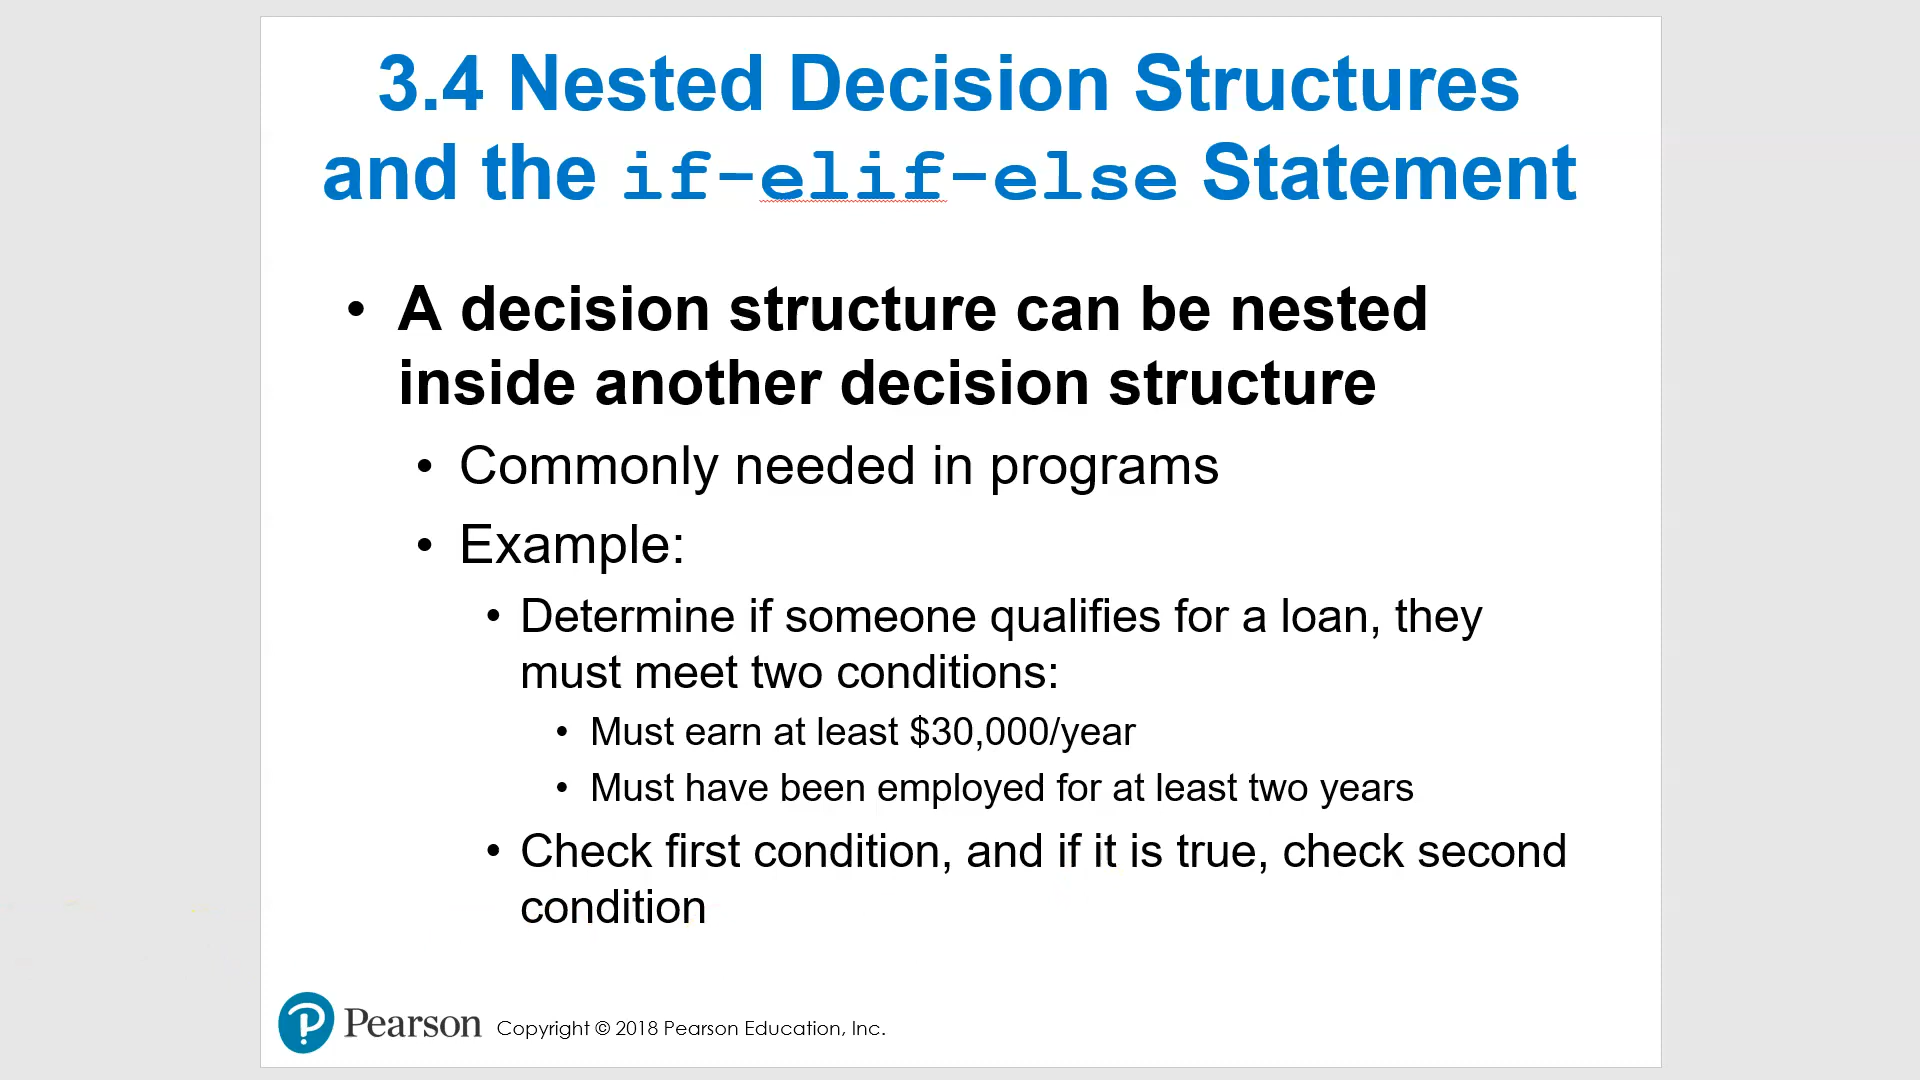 3.4 Nested Decision Structures
and the if-elif-else Statement
• A decision structure can be nested
inside another decision structure
• Commonly needed in programs
• Example:
• Determine if someone qualifies for a loan, they
must meet two conditions:
• Must earn at least $30,000/year
• Must have been employed for at least two years
• Check first condition, and if it is true, check second
condition
Pearson Copyright © 2018 Pearson Education, Inc.